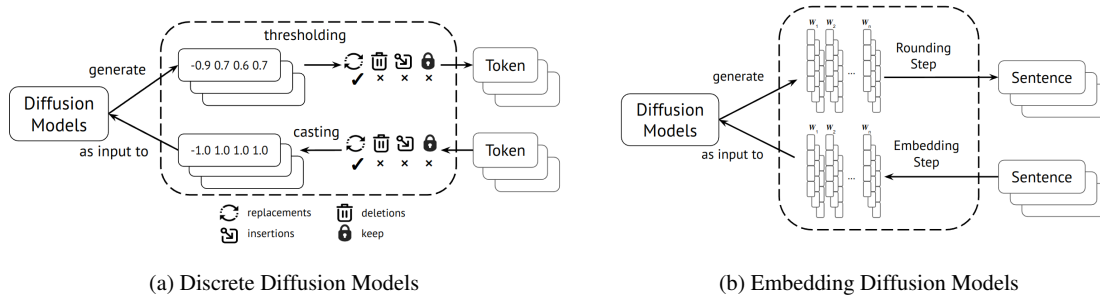 thresholding
-0.9 0.7 0.6 0.7
Token
generate
Diffusion
Models
as input to
casting
-1.0 1.0 1.0 1.0
Token
replacements
deletions
insertions
keep
(a) Discrete Diffusion Models
W1 W2 Wn
...
Rounding
Step
Sentence
generate
Diffusion
Models
as input to
W1 W2 Wn
...
Embedding
Step
Sentence
(b) Embedding Diffusion Models